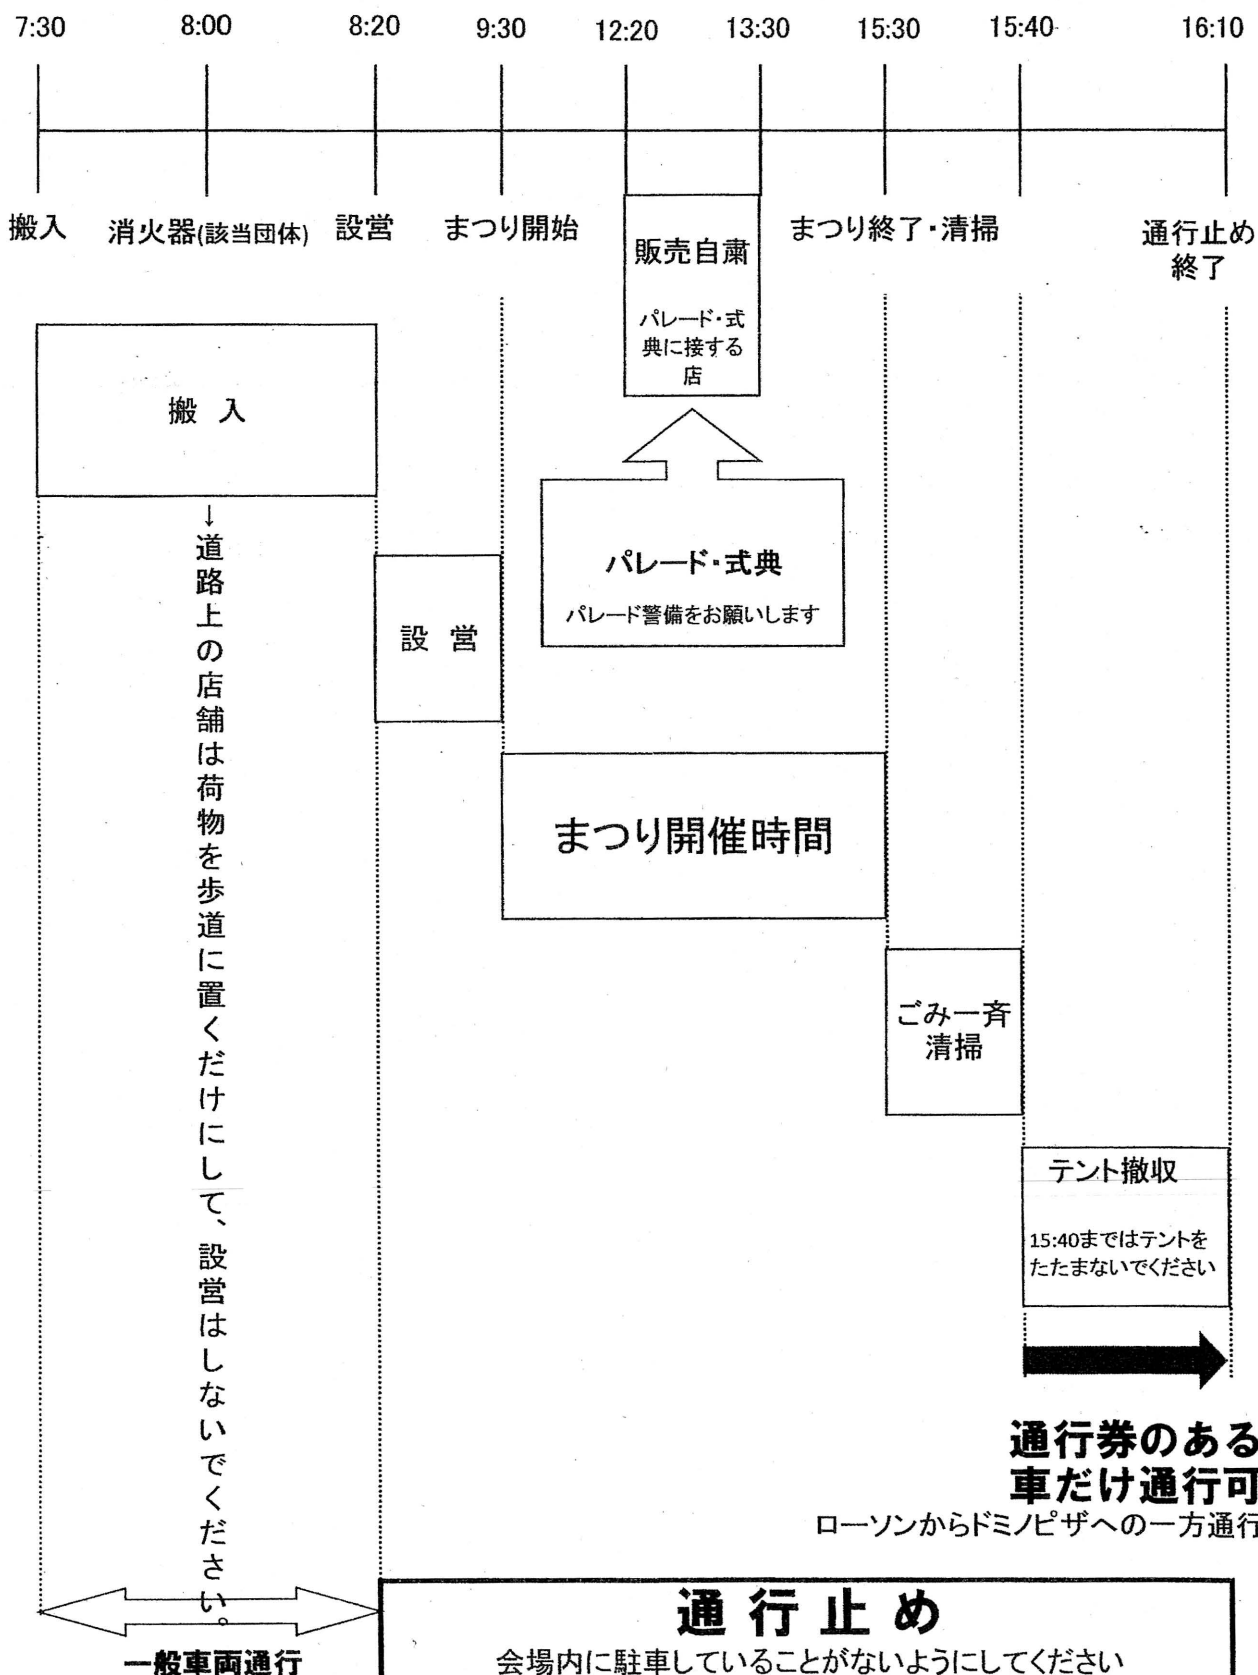 7:30 8:00 8:20 9:30 12:20 13:30 15:30 15:40 16:10
搬入 消火器(該当団体) 設営 まつり開始 まつり終了・清掃 通行止め
終了
販売自粛
パレード・式
典に接する
店
搬 入
パレード・式典
パレード警備をお願いします
設 営
→道路上の店舗は荷物を歩道に置くだけにして、設営はしないでください。
まつり開催時間
ごみ一斉
清掃
テント撤収
15:40まではテントを
たたまないでください
通行券のある
車だけ通行可
ローソンからドミノピザへの一方通行
一般車両通行
通 行 止 め
会場内に駐車していることがないようにしてください